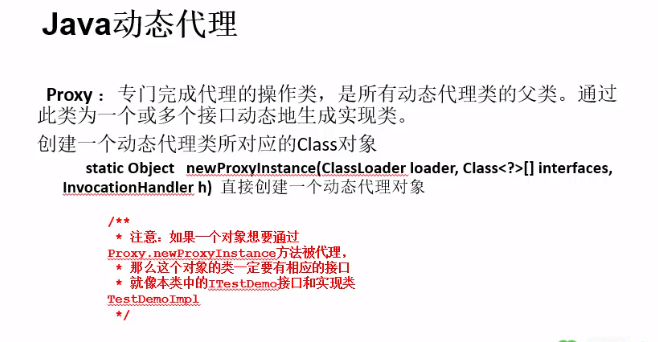 Java动态代理
Proxy ：专门完成代理的操作类，是所有动态代理类的父类。通过
此类为一个或多个接口动态地生成实现类。
创建一个动态代理类所对应的Class对象
static Object newProxyInstance(ClassLoader loader, Class<?>[] interfaces,
InvocationHandler h) 直接创建一个动态代理对象
/**
* 注意：如果一个对象想要通过
Proxy.newProxyInstance方法被代理，
* 那么这个对象的类一定要有相应的接口
* 就像本类中的ITestDemo接口和实现类
TestDemoImpl
*/